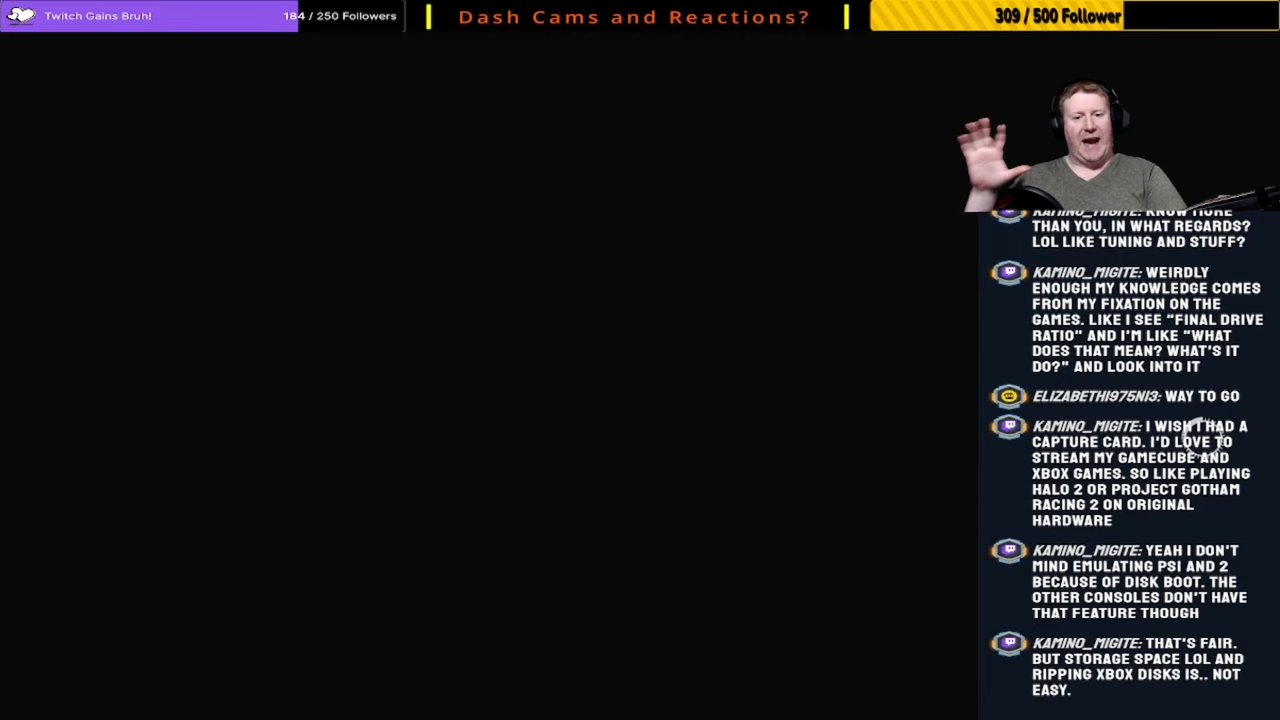 Twitch Gains Bruh!
184 / 250 Followers
Dash Cams and Reactions?
309 / 500 Follower
KAMINO_MIGITE: KNOW MORE
THAN YOU, IN WHAT REGARDS?
LOL LIKE TUNING AND STUFF?
KAMINO_MIGITE: WEIRDLY
ENOUGH MY KNOWLEDGE COMES
FROM MY FIXATION ON THE
GAMES. LIKE I SEE "FINAL DRIVE
RATIO" AND I'M LIKE "WHAT
DOES THAT MEAN? WHAT'S IT
DO?" AND LOOK INTO IT
ELIZABETH1975NI3: WAY TO GO
KAMINO_MIGITE: I WISH I HAD A
CAPTURE CARD. I'D LOVE TO
STREAM MY GAMECUBE AND
XBOX GAMES. SO LIKE PLAYING
HALO 2 OR PROJECT GOTHAM
RACING 2 ON ORIGINAL
HARDWARE
KAMINO_MIGITE: YEAH I DON'T
MIND EMULATING PS1 AND 2
BECAUSE OF DISK BOOT. THE
OTHER CONSOLES DON'T HAVE
THAT FEATURE THOUGH
KAMINO_MIGITE: THAT'S FAIR.
BUT STORAGE SPACE LOL AND
RIPPING XBOX DISKS IS.. NOT
EASY.